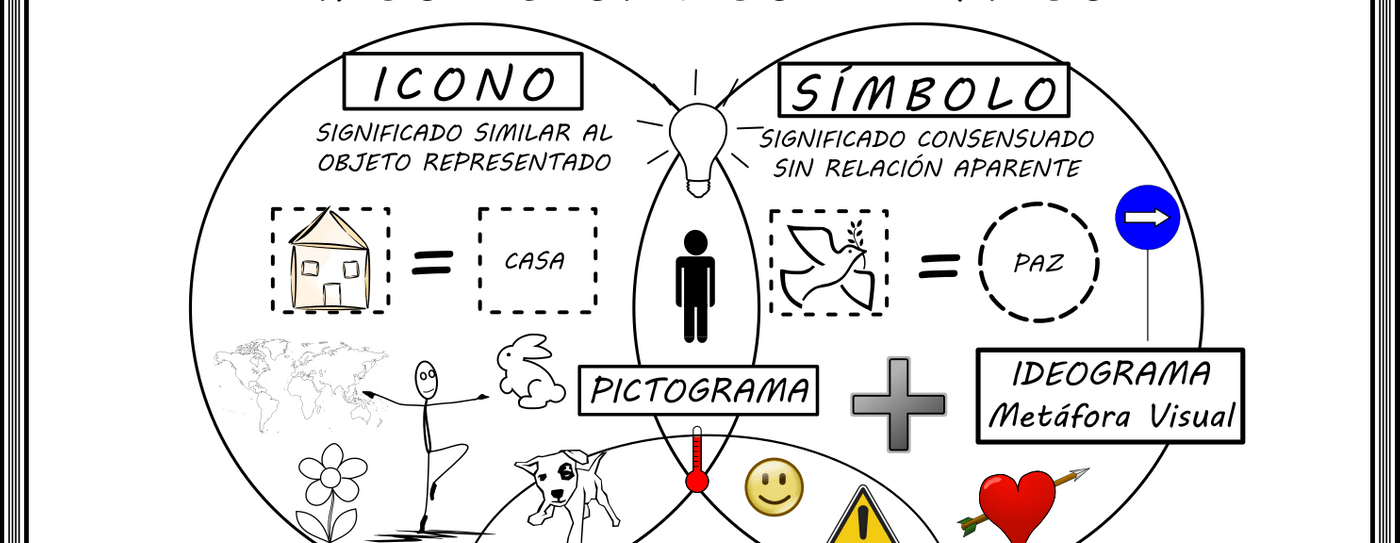 ICONO
SIGNIFICADO SIMILAR AL
OBJETO REPRESENTADO
SÍMBOLO
SIGNIFICADO CONSENSUADO
SIN RELACIÓN APARENTE
=
CASA
=
PAZ
PICTOGRAMA
IDEOGRAMA
Metáfora Visual
!